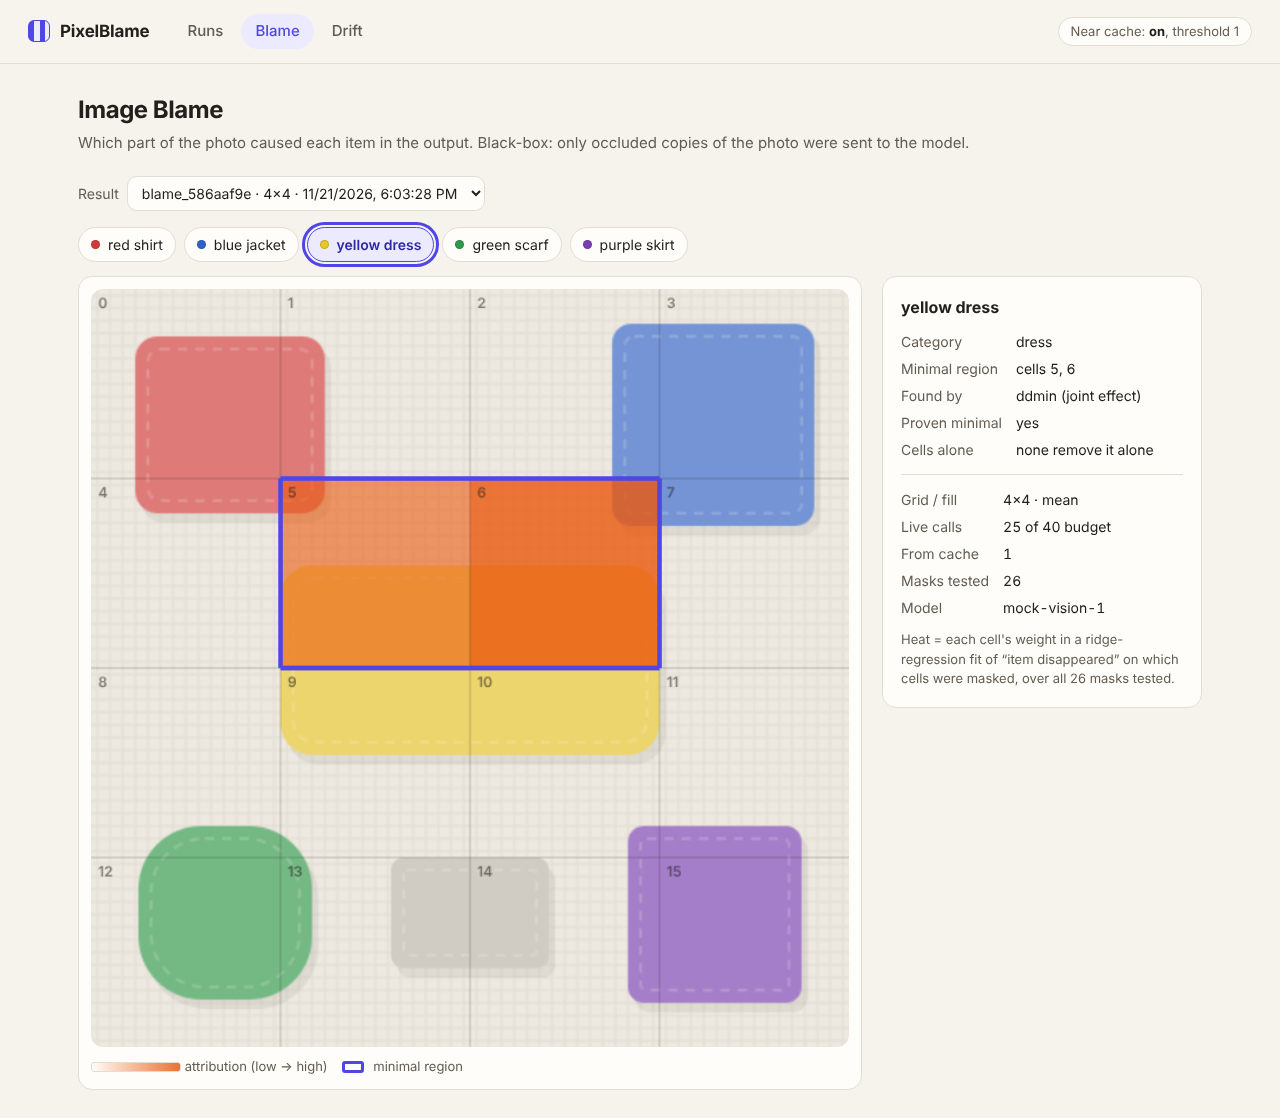 PixelBlame
Runs
Blame
Drift
Near cache: on, threshold 1
Image Blame
Which part of the photo caused each item in the output. Black-box: only occluded copies of the photo were sent to the model.
Result
blame_586aaf9e · 4×4 · 11/21/2026, 6:03:28 PM
red shirt
blue jacket
yellow dress
green scarf
purple skirt
0
1
2
3
4
5
6
7
8
9
10
11
12
13
14
15
attribution (low → high)
minimal region
yellow dress
Category dress
Minimal region cells 5, 6
Found by ddmin (joint effect)
Proven minimal yes
Cells alone none remove it alone
Grid / fill 4×4 · mean
Live calls 25 of 40 budget
From cache 1
Masks tested 26
Model mock-vision-1
Heat = each cell's weight in a ridge-
regression fit of “item disappeared” on which
cells were masked, over all 26 masks tested.